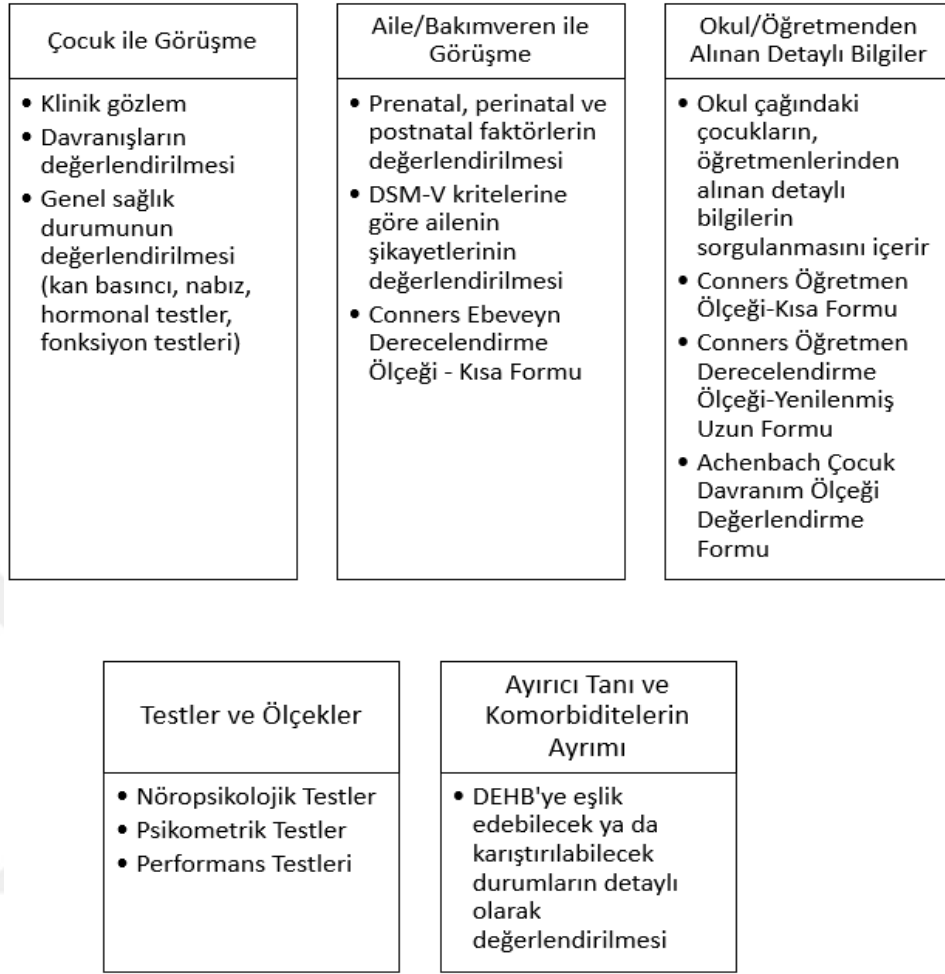 Çocuk ile Görüşme
• Klinik gözlem
• Davranışların
değerlendirilmesi
• Genel sağlık
durumunun
değerlendirilmesi
(kan basıncı, nabız,
hormonal testler,
fonksiyon testleri)
Aile/Bakımveren ile
Görüşme
• Prenatal, perinatal ve
postnatal faktörlerin
değerlendirilmesi
• DSM-V kritelerine
göre ailenin
şikayetlerinin
değerlendirilmesi
• Conners Ebeveyn
Derecelendirme
Ölçeği - Kısa Formu
Okul/Öğretmenden
Alınan Detaylı Bilgiler
• Okul çağındaki
çocukların,
öğretmenlerinden
alınan detaylı
bilgilerin
sorgulanmasını içerir
• Conners Öğretmen
Ölçeği-Kısa Formu
• Conners Öğretmen
Derecelendirme
Ölçeği-Yenilenmiş
Uzun Formu
• Achenbach Çocuk
Davranım Ölçeği
Değerlendirme
Formu
Testler ve Ölçekler
• Nöropsikolojik Testler
• Psikometrik Testler
• Performans Testleri
Ayırıcı Tanı ve
Komorbiditelerin
Ayrımı
• DEHB'ye eşlik
edebilecek ya da
karıştırılabilecek
durumların detaylı
olarak
değerlendirilmesi